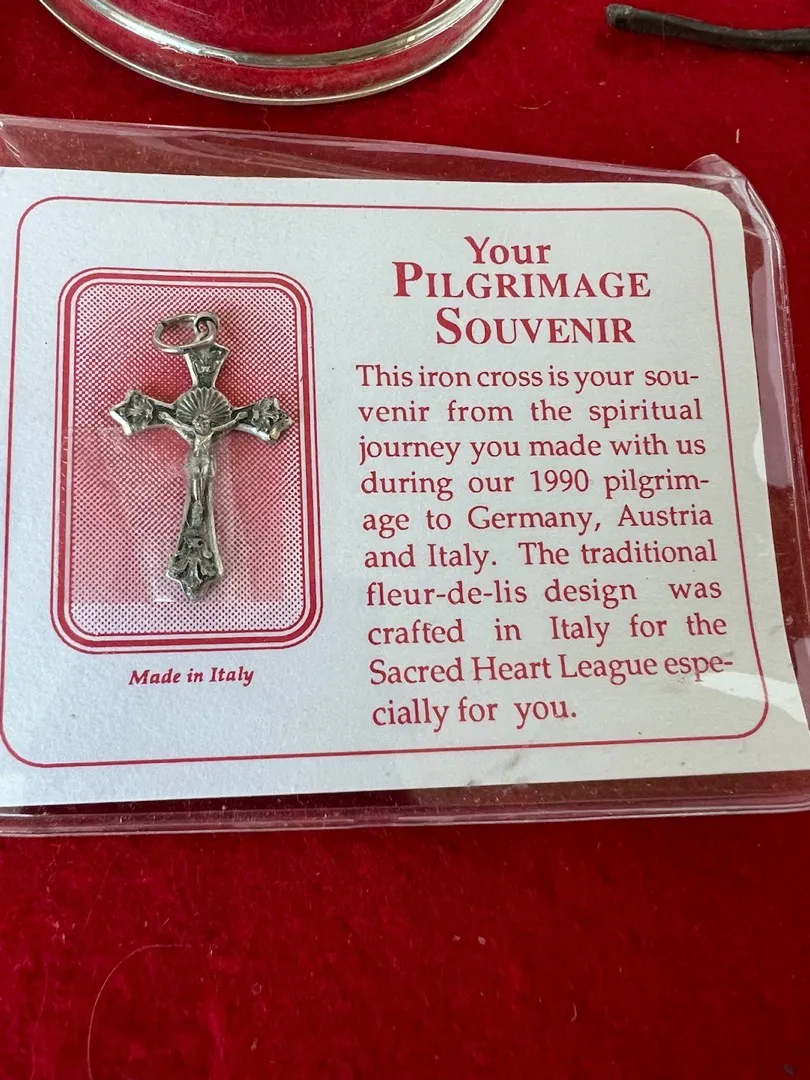 Your
PILGRIMAGE
SOUVENIR
This iron cross is your sou-
venir from the spiritual
journey you made with us
during our 1990 pilgrim-
age to Germany, Austria
and Italy. The traditional
fleur-de-lis design was
crafted in Italy for the
Sacred Heart League espe-
cially for you.
Made in Italy